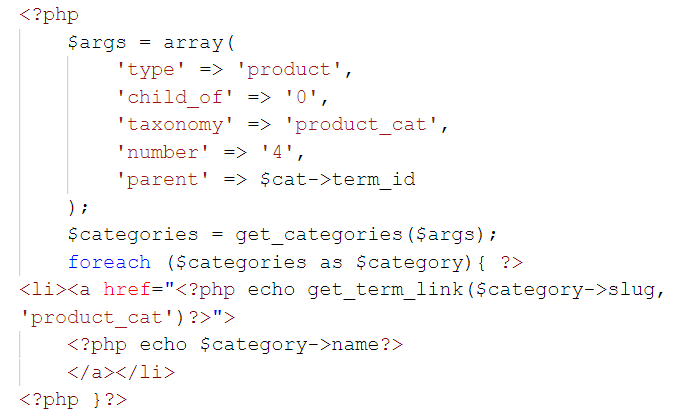 <?php
$args = array(
'type' => 'product',
'child_of' => '0',
'taxonomy' => 'product_cat',
'number' => '4',
'parent' => $cat->term_id
);
$categories = get_categories($args);
foreach ($categories as $category){ ?>
<li><a href="<?php echo get_term_link($category->slug,
'product_cat')?>">
<?php echo $category->name?>
</a></li>
<?php }?>